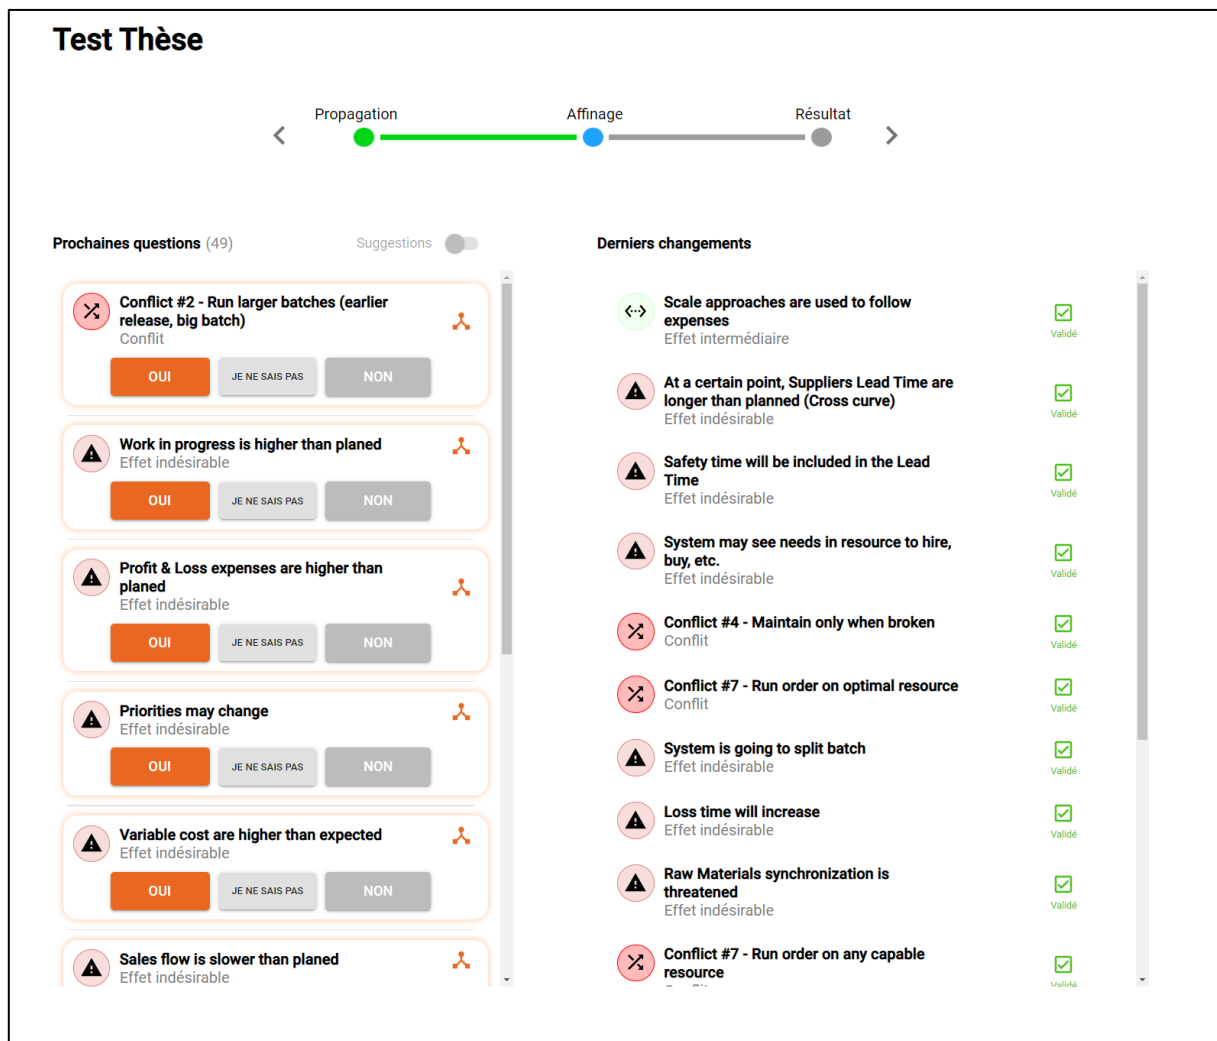 Test Thèse
Propagation
Affinage
Résultat
Prochaines questions (49)
Suggestions
Conflict #2 - Run larger batches (earlier
release, big batch)
Conflit
OUI
JE NE SAIS PAS
NON
Work in progress is higher than planed
Effet indésirable
OUI
JE NE SAIS PAS
NON
Profit & Loss expenses are higher than
planed
Effet indésirable
OUI
JE NE SAIS PAS
NON
Priorities may change
Effet indésirable
OUI
JE NE SAIS PAS
NON
Variable cost are higher than expected
Effet indésirable
OUI
JE NE SAIS PAS
NON
Sales flow is slower than planed
Effet indésirable
Derniers changements
Scale approaches are used to follow
expenses
Effet intermédiaire
Validé
At a certain point, Suppliers Lead Time are
longer than planned (Cross curve)
Effet indésirable
Validé
Safety time will be included in the Lead
Time
Effet indésirable
Validé
System may see needs in resource to hire,
buy, etc.
Effet indésirable
Validé
Conflict #4 - Maintain only when broken
Conflit
Validé
Conflict #7 - Run order on optimal resource
Conflit
Validé
System is going to split batch
Effet indésirable
Validé
Loss time will increase
Effet indésirable
Validé
Raw Materials synchronization is
threatened
Effet indésirable
Validé
Conflict #7 - Run order on any capable
resource
Conflit
Validé